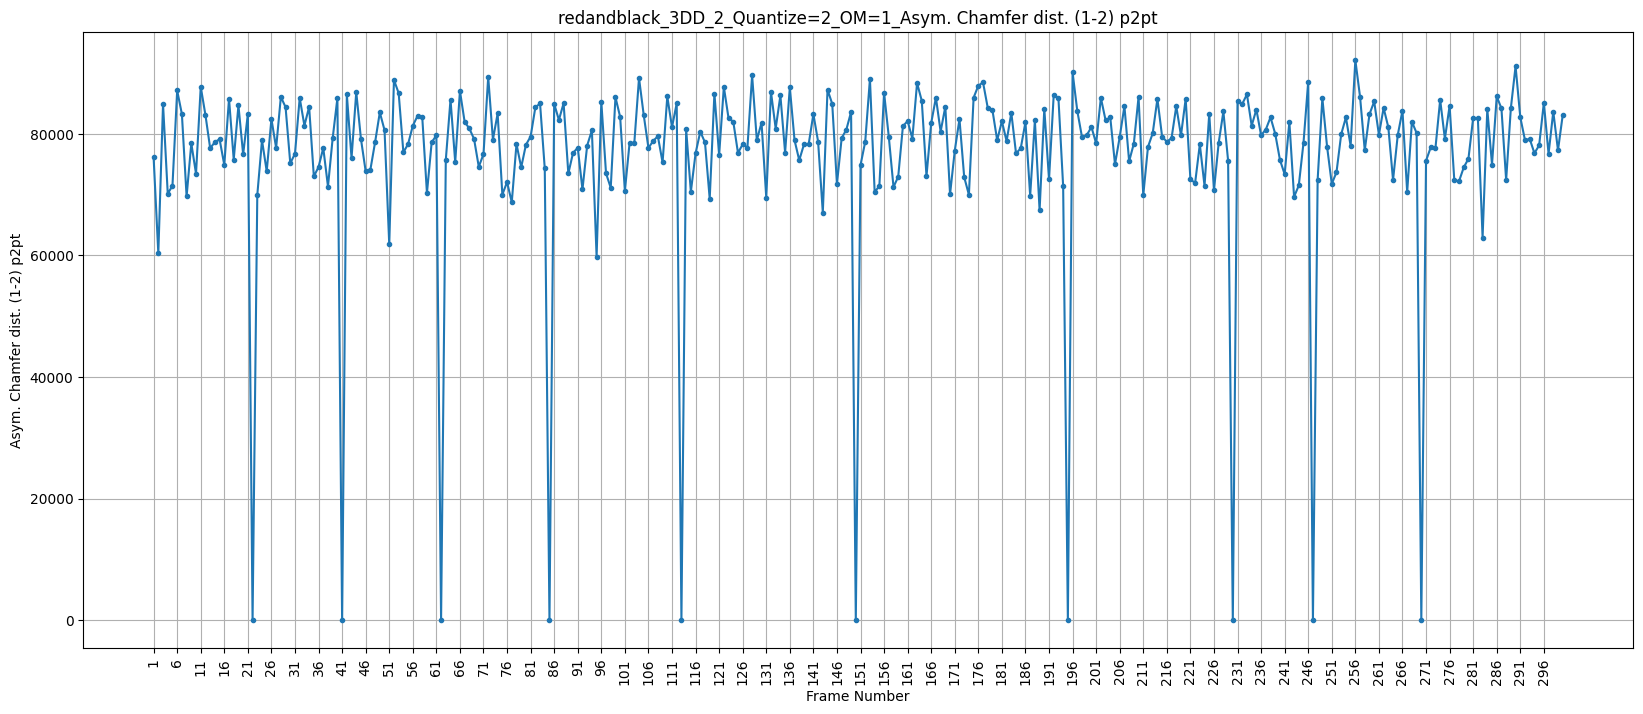 redandblack_3DD_2_Quantize=2_OM=1_Asym. Chamfer dist. (1-2) p2pt
Asym. Chamfer dist. (1-2) p2pt
80000
60000
40000
20000
0
1 6 11 16 21 26 31 36 41 46 51 56 61 66 71 76 81 86 91 96 101 106 111 116 121 126 131 136 141 146 151 156 161 166 171 176 181 186 191 196 201 206 211 216 221 226 231 236 241 246 251 256 261 266 271 276 281 286 291 296
Frame Number